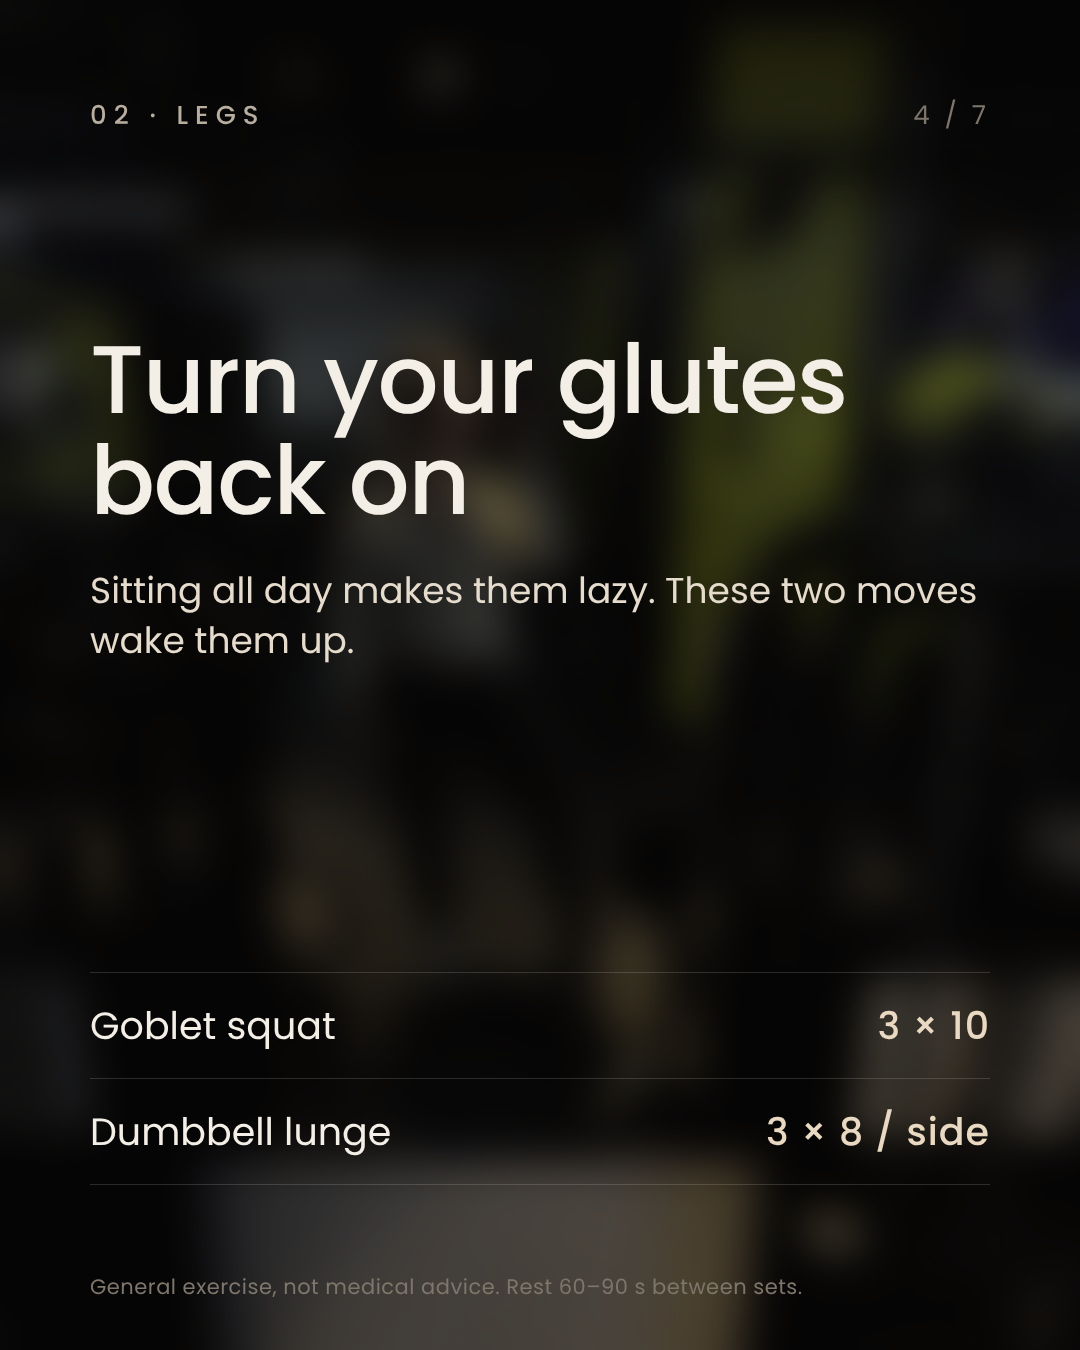 02 · LEGS
4 / 7
Turn your glutes
back on
Sitting all day makes them lazy. These two moves
wake them up.
Goblet squat
3 × 10
Dumbbell lunge
3 × 8 / side
General exercise, not medical advice. Rest 60–90 s between sets.